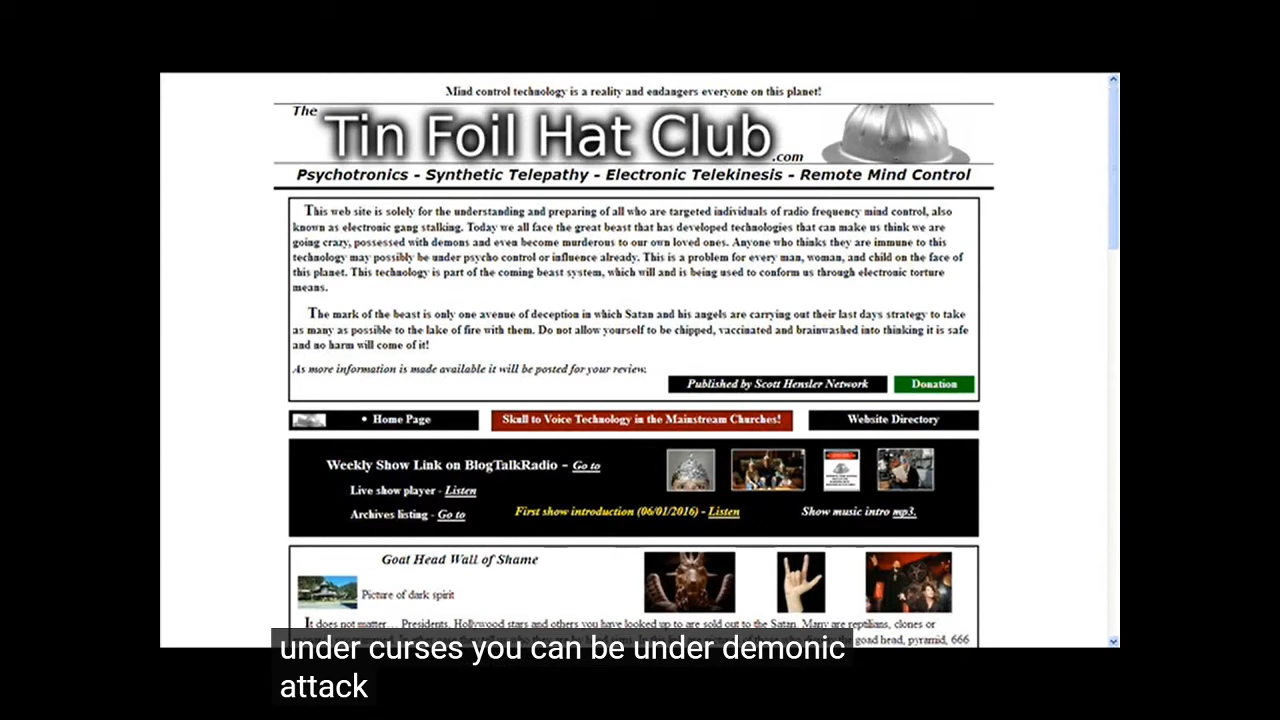 Mind control technology is a reality and endangers everyone on this planet!
The
Tin Foil Hat Club
.com
Psychotronics - Synthetic Telepathy - Electronic Telekinesis - Remote Mind Control
This web site is solely for the understanding and preparing of all who are targeted individuals of radio frequency mind control, also
known as electronic gang stalking. Today we all face the great beast that has developed technologies that can make us think we are
going crazy, possessed with demons and even become murderous to our own loved ones. Anyone who thinks they are immune to this
technology may possibly be under psycho control or influence already. This is a problem for every man, woman, and child on the face of
this planet. This technology is part of the coming beast system, which will and is being used to conform us through electronic torture
means.
The mark of the beast is only one avenue of deception in which Satan and his angels are carrying out their last days strategy to take
as many as possible to the lake of fire with them. Do not allow yourself to be chipped, vaccinated and brainwashed into thinking it is safe
and no harm will come of it!
As more information is made available it will be posted for your review.
Published by Scott Hensler Network Donation
• Home Page Skull to Voice Technology in the Mainstream Churches! Website Directory
Weekly Show Link on BlogTalkRadio - Go to
Live show player - Listen
Archives listing - Go to First show introduction (06/01/2016) - Listen Show music intro mp3.
Goat Head Wall of Shame
Picture of dark spirit
It does not matter... Presidents, Hollywood stars and others you have looked up to are sold out to the Satan. Many are reptilians, clones or
goad head, pyramid, 666
under curses you can be under demonic
attack